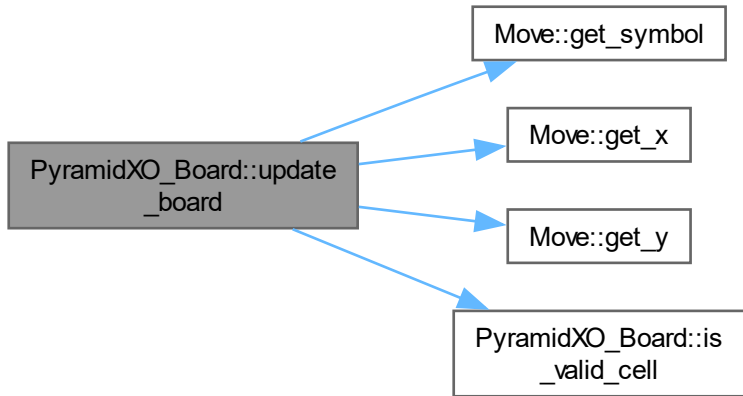 Move::get_symbol
Move::get_x
PyramidXO_Board::update
_board
Move::get_y
PyramidXO_Board::is
_valid_cell